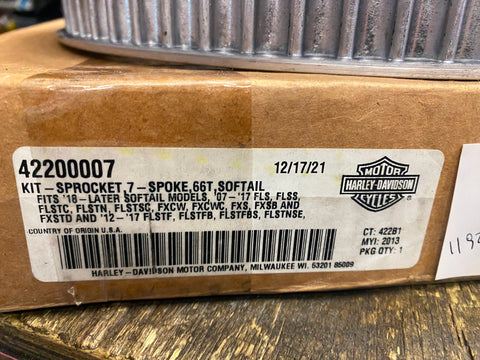 42200007 12/17/21
KIT-SPROCKET,7-SPOKE,66T,SOFTAIL
FITS '18-LATER SOFTAIL MODELS, '07-'17 FLS, FLSS,
FLSTC, FLSTN, FLSTSC, FXCW, FXCWC, FXS, FXSB AND
FXSTD AND '12-'17 FLSTF, FLSTFB, FLSTFBS, FLSTNSE,
COUNTRY OF ORIGIN U.S.A.
HARLEY-DAVIDSON MOTOR COMPANY, MILWAUKEE WI. 53201 85009
MOTOR
HARLEY-DAVIDSON
CYCLES
CT: 42281
MYI: 2013
PKG QTY: 1